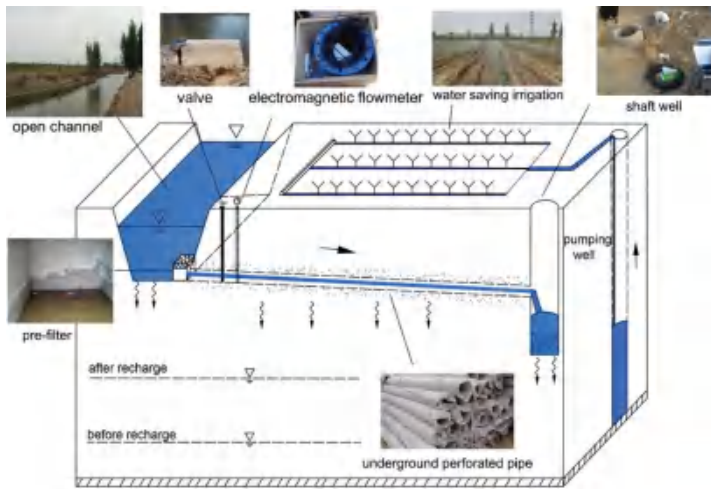 open channel
valve
electromagnetic flowmeter
water saving irrigation
shaft well
pumping
well
pre-filter
after recharge
before recharge
underground perforated pipe